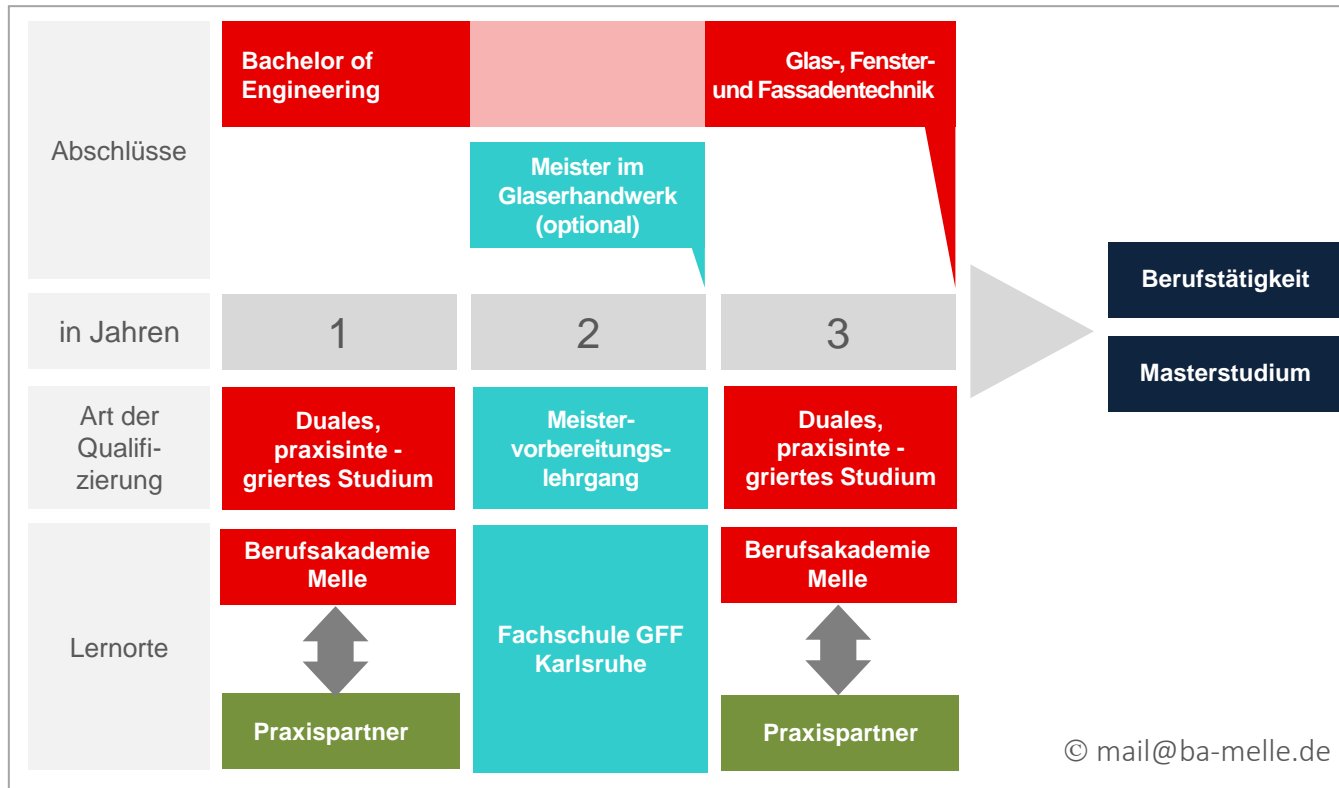 Abschlüsse
Bachelor of
Engineering
Glas-, Fenster-
und Fassadentechnik
Meister im
Glaserhandwerk
(optional)
in Jahren
1
2
3
Berufstätigkeit
Masterstudium
Art der
Qualifi-
zierung
Duales,
praxisinte -
griertes Studium
Meister-
vorbereitungs-
lehrgang
Duales,
praxisinte -
griertes Studium
Lernorte
Berufsakademie
Melle
Praxispartner
Fachschule GFF
Karlsruhe
Berufsakademie
Melle
Praxispartner
© mail@ba-melle.de